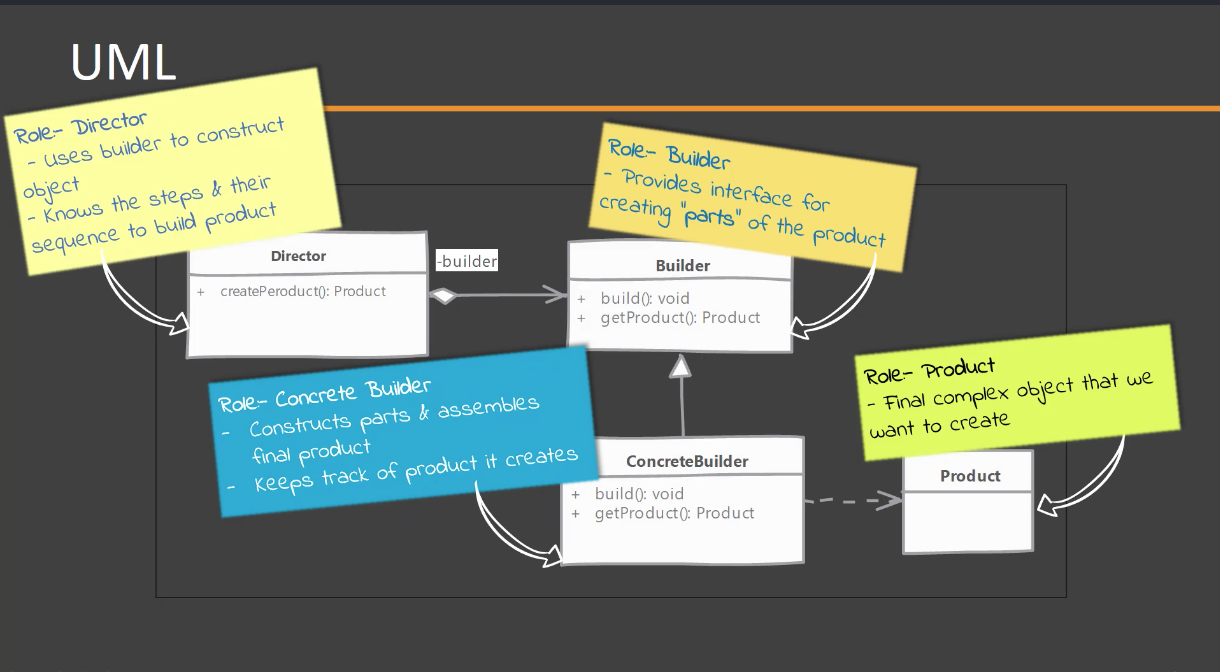 UML
Role:- Director
- Uses builder to construct
object
- Knows the steps & their
sequence to build product
Role:- Builder
- Provides interface for
creating "parts" of the product
Director
+ createPeroduct(): Product
-builder
Builder
+ build(): void
+ getProduct(): Product
Role:- Concrete Builder
- Constructs parts & assembles
final product
- Keeps track of product it creates
Role:- Product
- Final complex object that we
want to create
ConcreteBuilder
+ build(): void
+ getProduct(): Product
Product